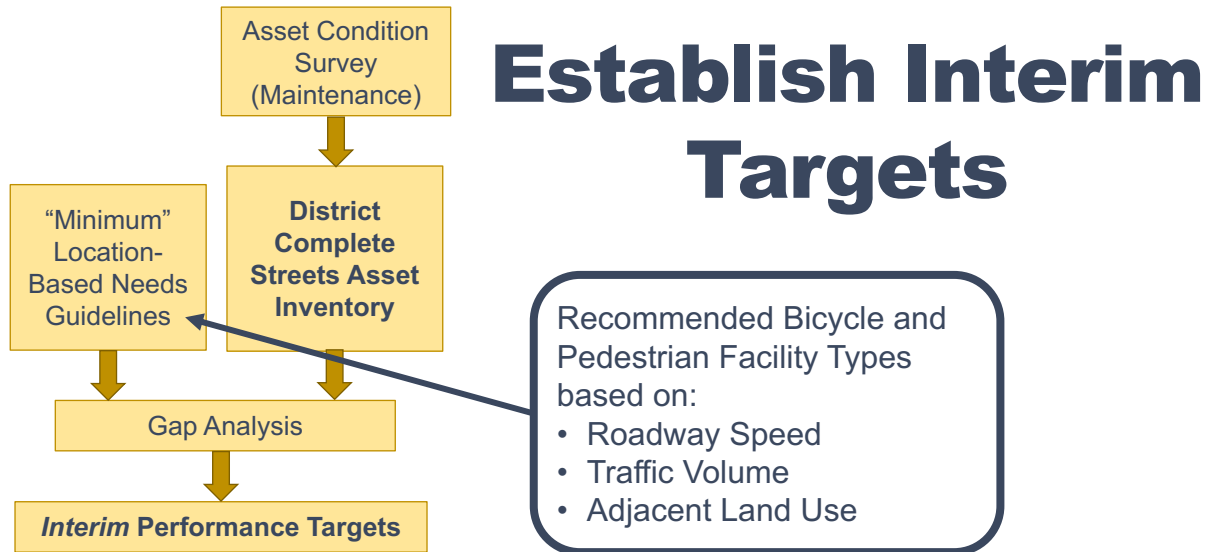 Establish Interim
Targets
Asset Condition
Survey
(Maintenance)
“Minimum”
Location-
Based Needs
Guidelines
District
Complete
Streets Asset
Inventory
Gap Analysis
Interim Performance Targets
Recommended Bicycle and
Pedestrian Facility Types
based on:
• Roadway Speed
• Traffic Volume
• Adjacent Land Use